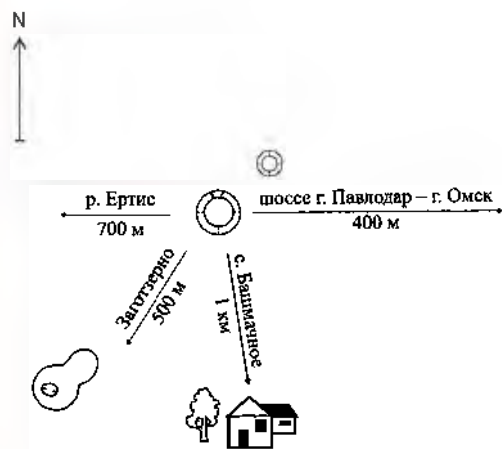 N
р. Ертис
700 м
шоссе г. Павлодар – г. Омск
400 м
Заготзерно
500 м
с. Башмачное
1 км